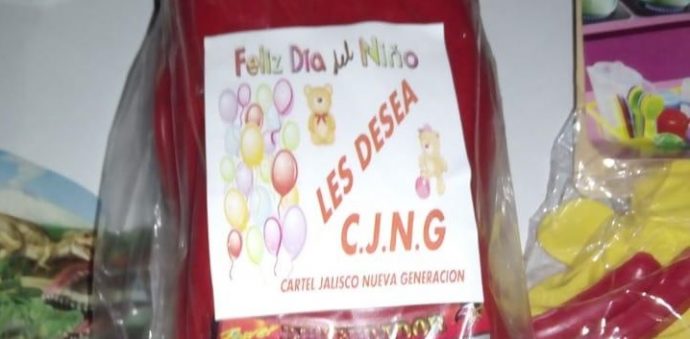 Feliz Día del Niño
LES DESEA
C.J.N.G
CARTEL JALISCO NUEVA GENERACION